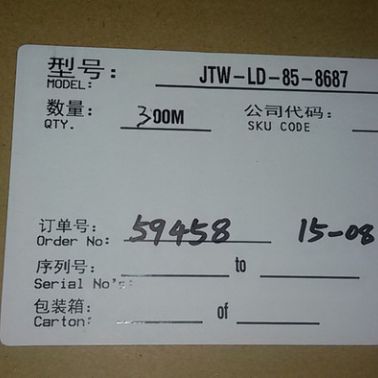 型号: JTW-LD-85-8687
MODEL:
数量: 300M 公司代码:
QTY. SKU CODE
订单号: 59458 15-08
Order No:
序列号: to
Serial No's:
包装箱: of
Carton: